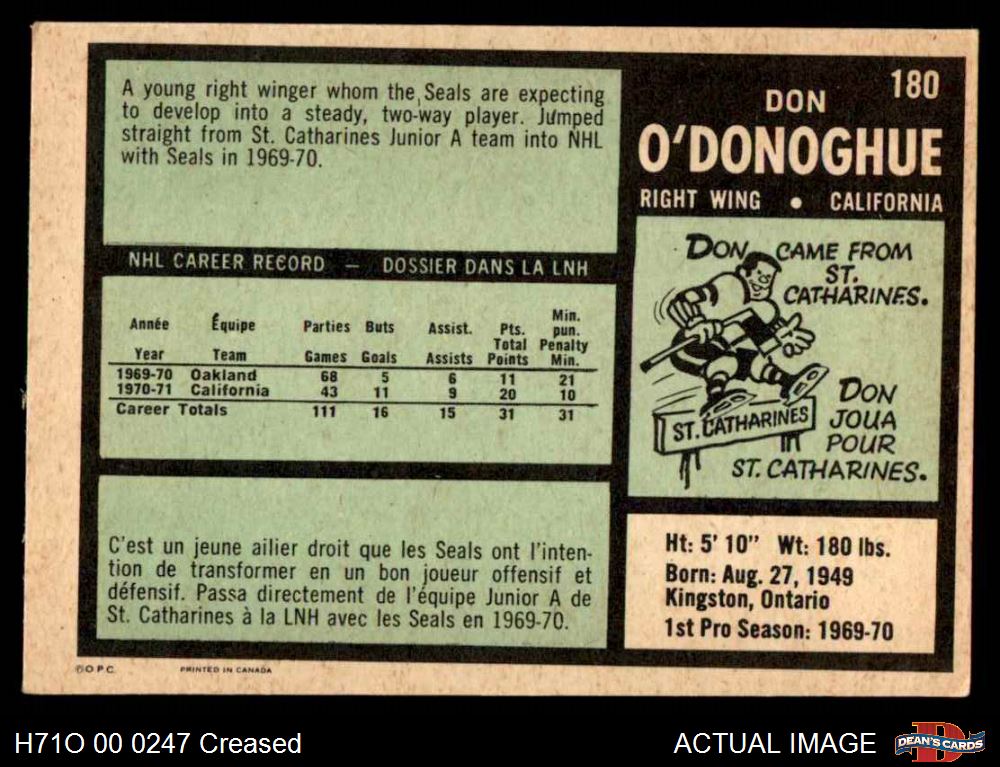 180
DON
O'DONOGHUE
RIGHT WING • CALIFORNIA
A young right winger whom the Seals are expecting
to develop into a steady, two-way player. Jumped
straight from St. Catharines Junior A team into NHL
with Seals in 1969-70.
NHL CAREER RECORD — DOSSIER DANS LA LNH
Année Équipe Parties Buts Assist. Pts. Total Min. pun.
Year Team Games Goals Assists Points Penalty Min.
1969-70 Oakland 68 5 6 11 21
1970-71 California 43 11 9 20 10
Career Totals 111 16 15 31 31
C'est un jeune ailier droit que les Seals ont l'inten-
tion de transformer en un bon joueur offensif et
défensif. Passa directement de l'équipe Junior A de
St. Catharines à la LNH avec les Seals en 1969-70.
DON CAME FROM
ST.
CATHARINES.
ST. CATHARINES
DON
JOUA
POUR
ST. CATHARINES.
Ht: 5' 10" Wt: 180 lbs.
Born: Aug. 27, 1949
Kingston, Ontario
1st Pro Season: 1969-70
©O.P.C. PRINTED IN CANADA
H71O 00 0247 Creased
ACTUAL IMAGE
D
DEAN'S CARDS